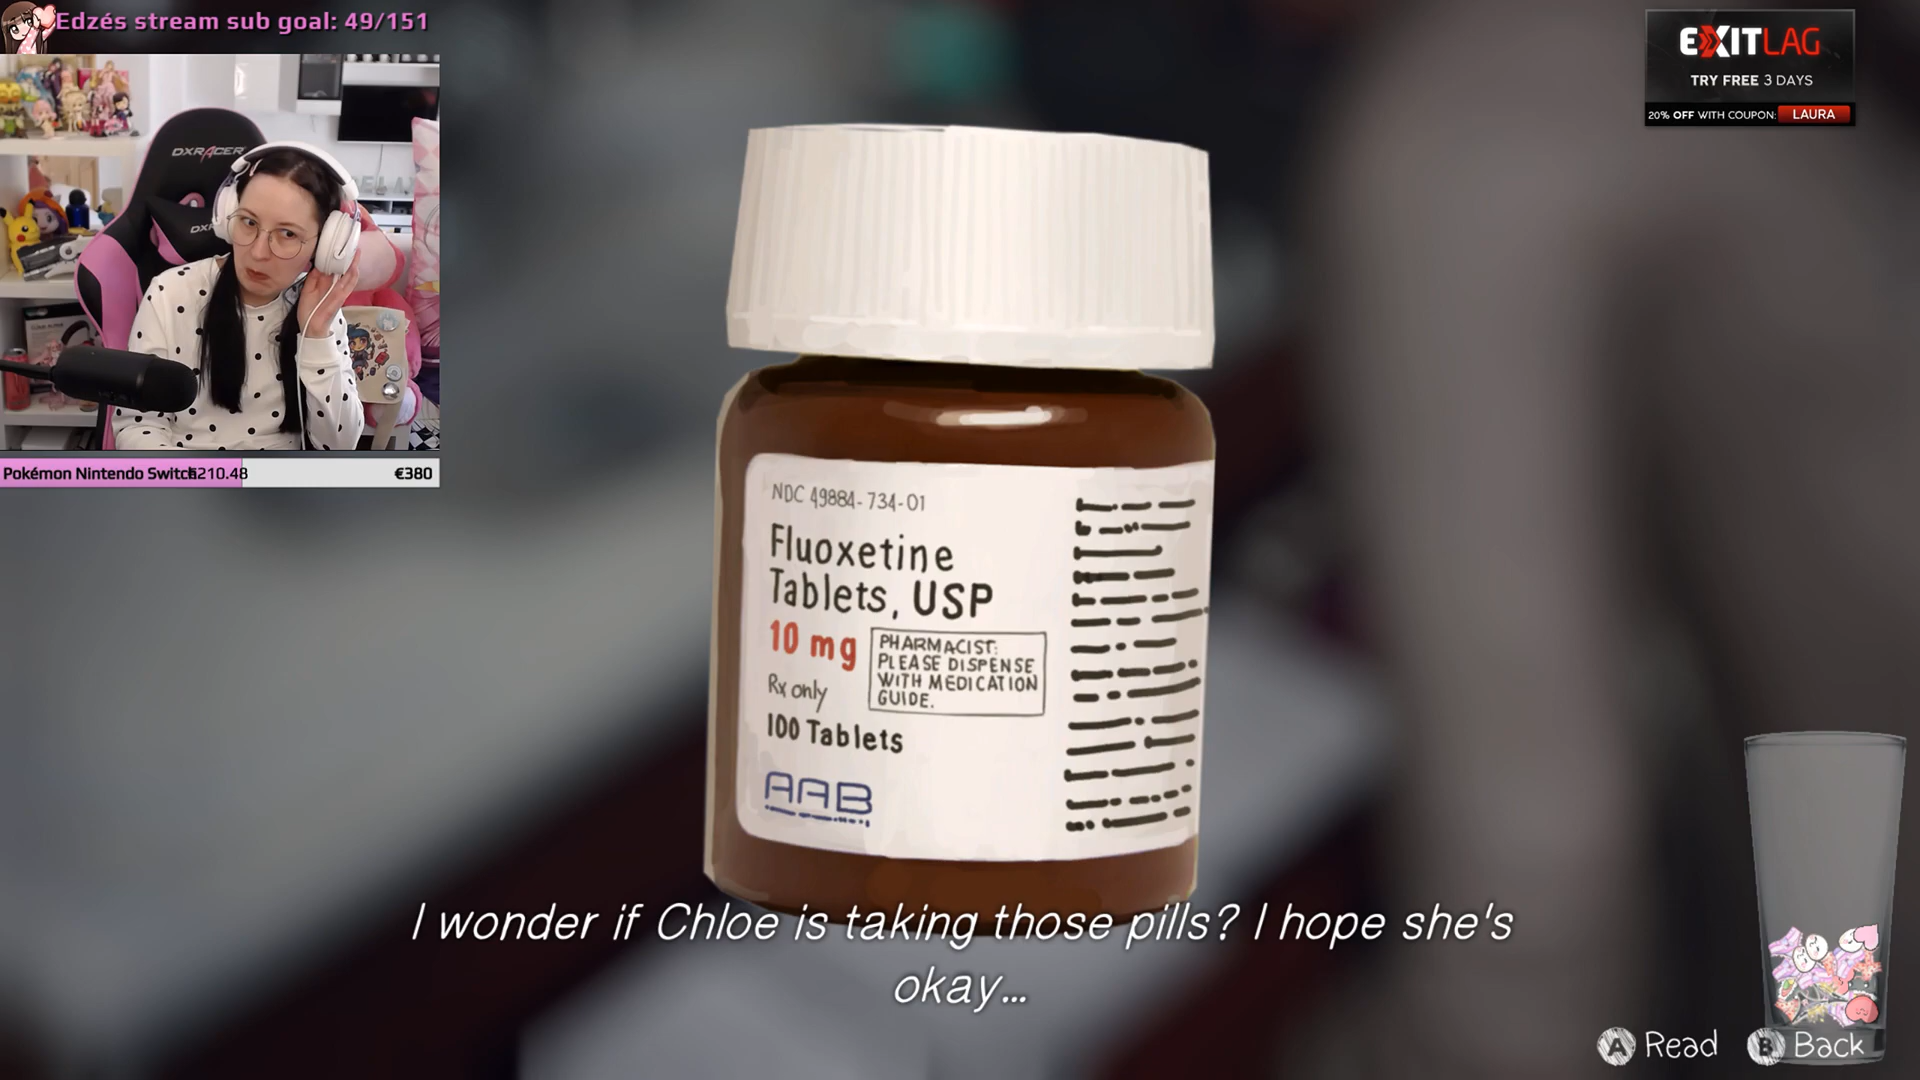 Edzés stream sub goal: 49/151
EXITLAG
TRY FREE 3 DAYS
20% OFF WITH COUPON: LAURA
DXRACER
Pokémon Nintendo Switch
210.48
€380
NDC 49884-734-01
Fluoxetine
Tablets, USP
10 mg
PHARMACIST:
PLEASE DISPENSE
WITH MEDICATION
GUIDE.
Rx only
100 Tablets
AAB
I wonder if Chloe is taking those pills? I hope she's
okay...
A Read B Back